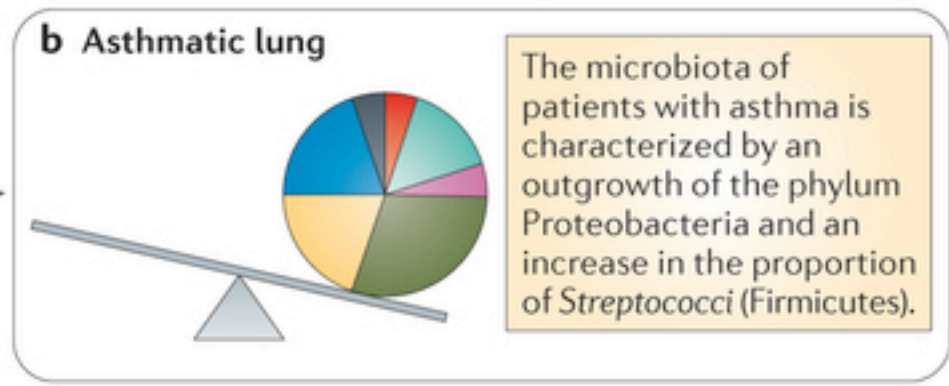 b Asthmatic lung
The microbiota of
patients with asthma is
characterized by an
outgrowth of the phylum
Proteobacteria and an
increase in the proportion
of Streptococci (Firmicutes).